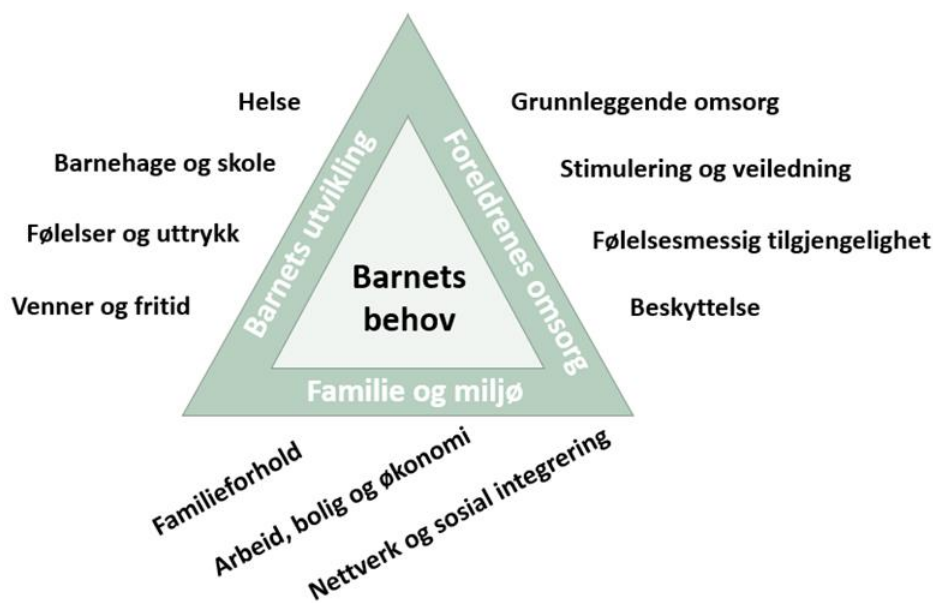 Helse
Barnehage og skole
Følelser og uttrykk
Venner og fritid
Barnets utvikling
Foreldrenes omsorg
Familie og miljø
Barnets
behov
Grunnleggende omsorg
Stimulering og veiledning
Følelsesmessig tilgjengelighet
Beskyttelse
Familieforhold
Arbeid, bolig og økonomi
Nettverk og sosial integrering